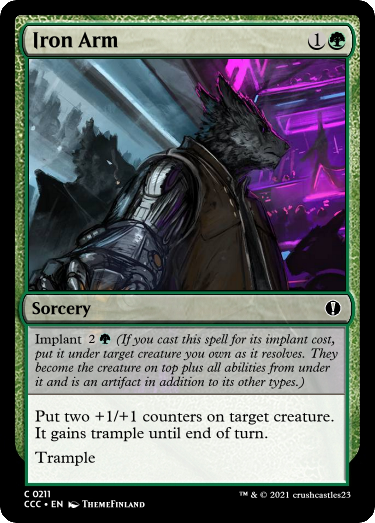 Iron Arm 1
Sorcery
Implant 2 (If you cast this spell for its implant cost,
put it under target creature you own as it resolves. They
become the creature on top plus all abilities from under
it and is an artifact in addition to its other types.)
Put two +1/+1 counters on target creature.
It gains trample until end of turn.
Trample
C 0211
CCC • EN ThemeFinland
™ & © 2021 crushcastles23